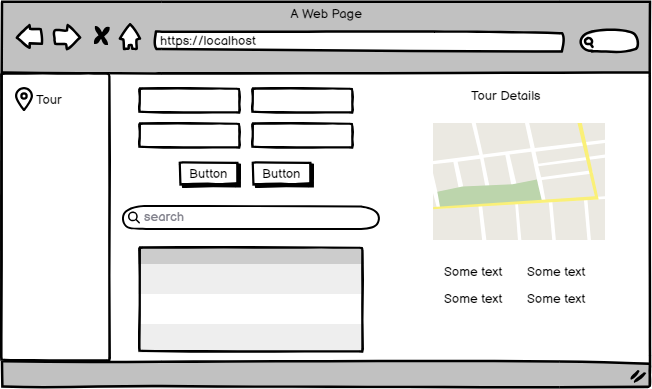 A Web Page
https://localhost
Tour
Tour Details
Button Button
search
Some text Some text
Some text Some text